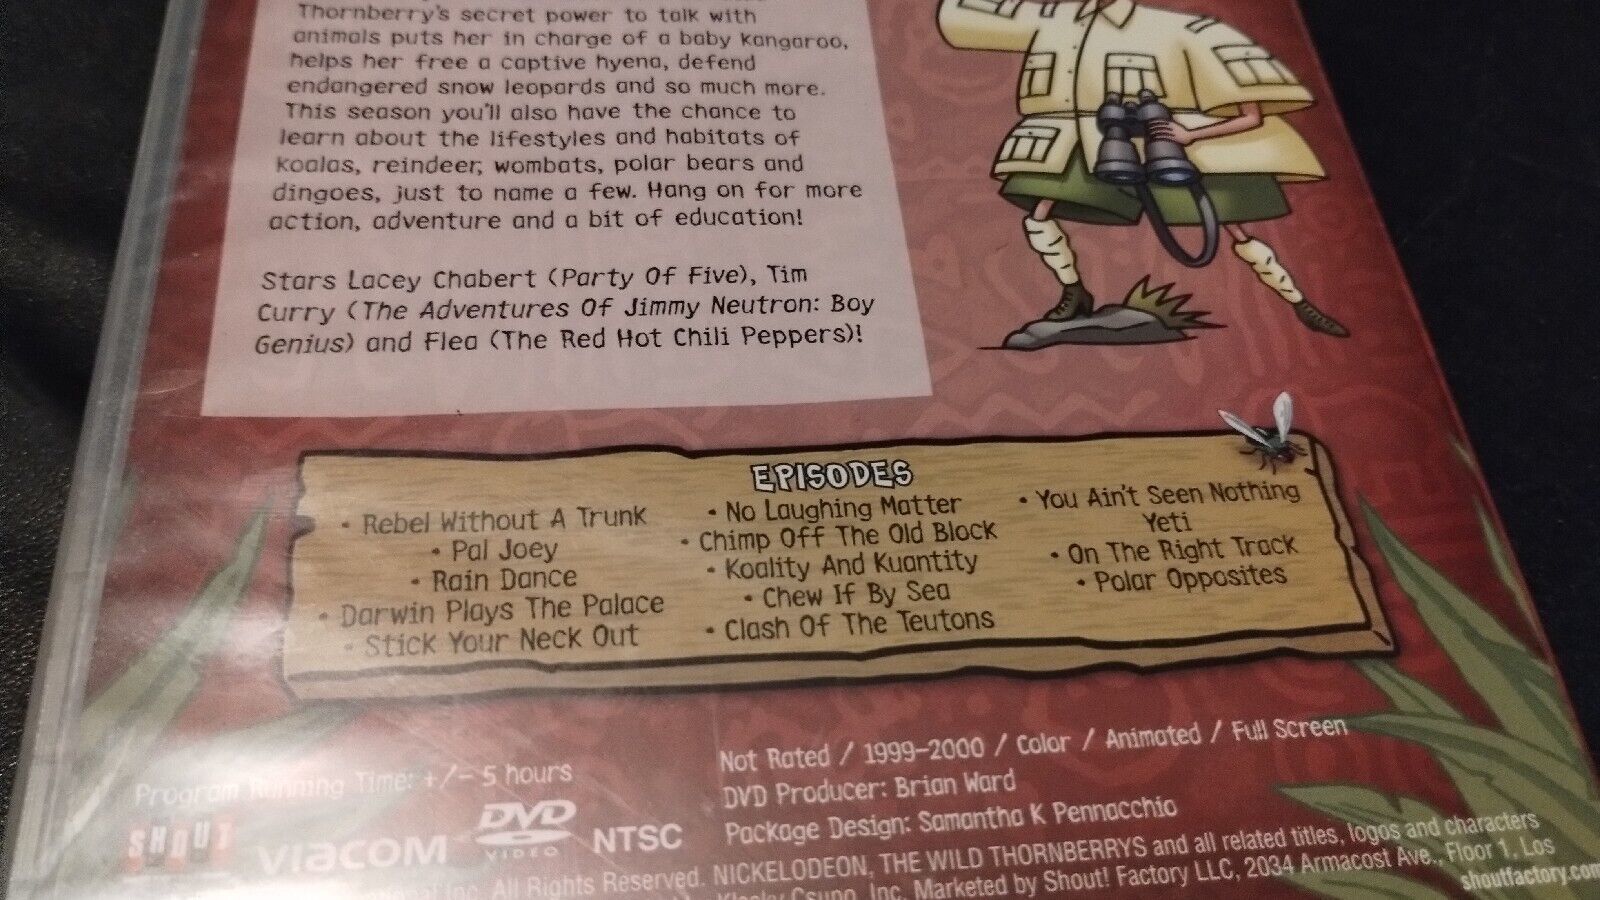 Thornberry's secret power to talk with
animals puts her in charge of a baby kangaroo,
helps her free a captive hyena, defend
endangered snow leopards and so much more.
This season you'll also have the chance to
learn about the lifestyles and habitats of
koalas, reindeer, wombats, polar bears and
dingoes, just to name a few. Hang on for more
action, adventure and a bit of education!
Stars Lacey Chabert (Party Of Five), Tim
Curry (The Adventures Of Jimmy Neutron: Boy
Genius) and Flea (The Red Hot Chili Peppers)!
EPISODES
• Rebel Without A Trunk
• Pal Joey
• Rain Dance
• Darwin Plays The Palace
• Stick Your Neck Out
• No Laughing Matter
• Chimp Off The Old Block
• Koality And Kuantity
• Chew If By Sea
• Clash Of The Teutons
• You Ain't Seen Nothing
Yeti
• On The Right Track
• Polar Opposites
Program Running Time: +/- 5 hours
SHOUT
VIACOM
DVD
VIDEO
NTSC
Not Rated / 1999-2000 / Color / Animated / Full Screen
DVD Producer: Brian Ward
Package Design: Samantha K Pennacchio
Inc. All Rights Reserved. NICKELODEON, THE WILD THORNBERRYS and all related titles, logos and characters
Klasky Csupo, Inc. Marketed by Shout! Factory LLC, 2034 Armacost Ave., Floor 1, Los
shoutfactory.com